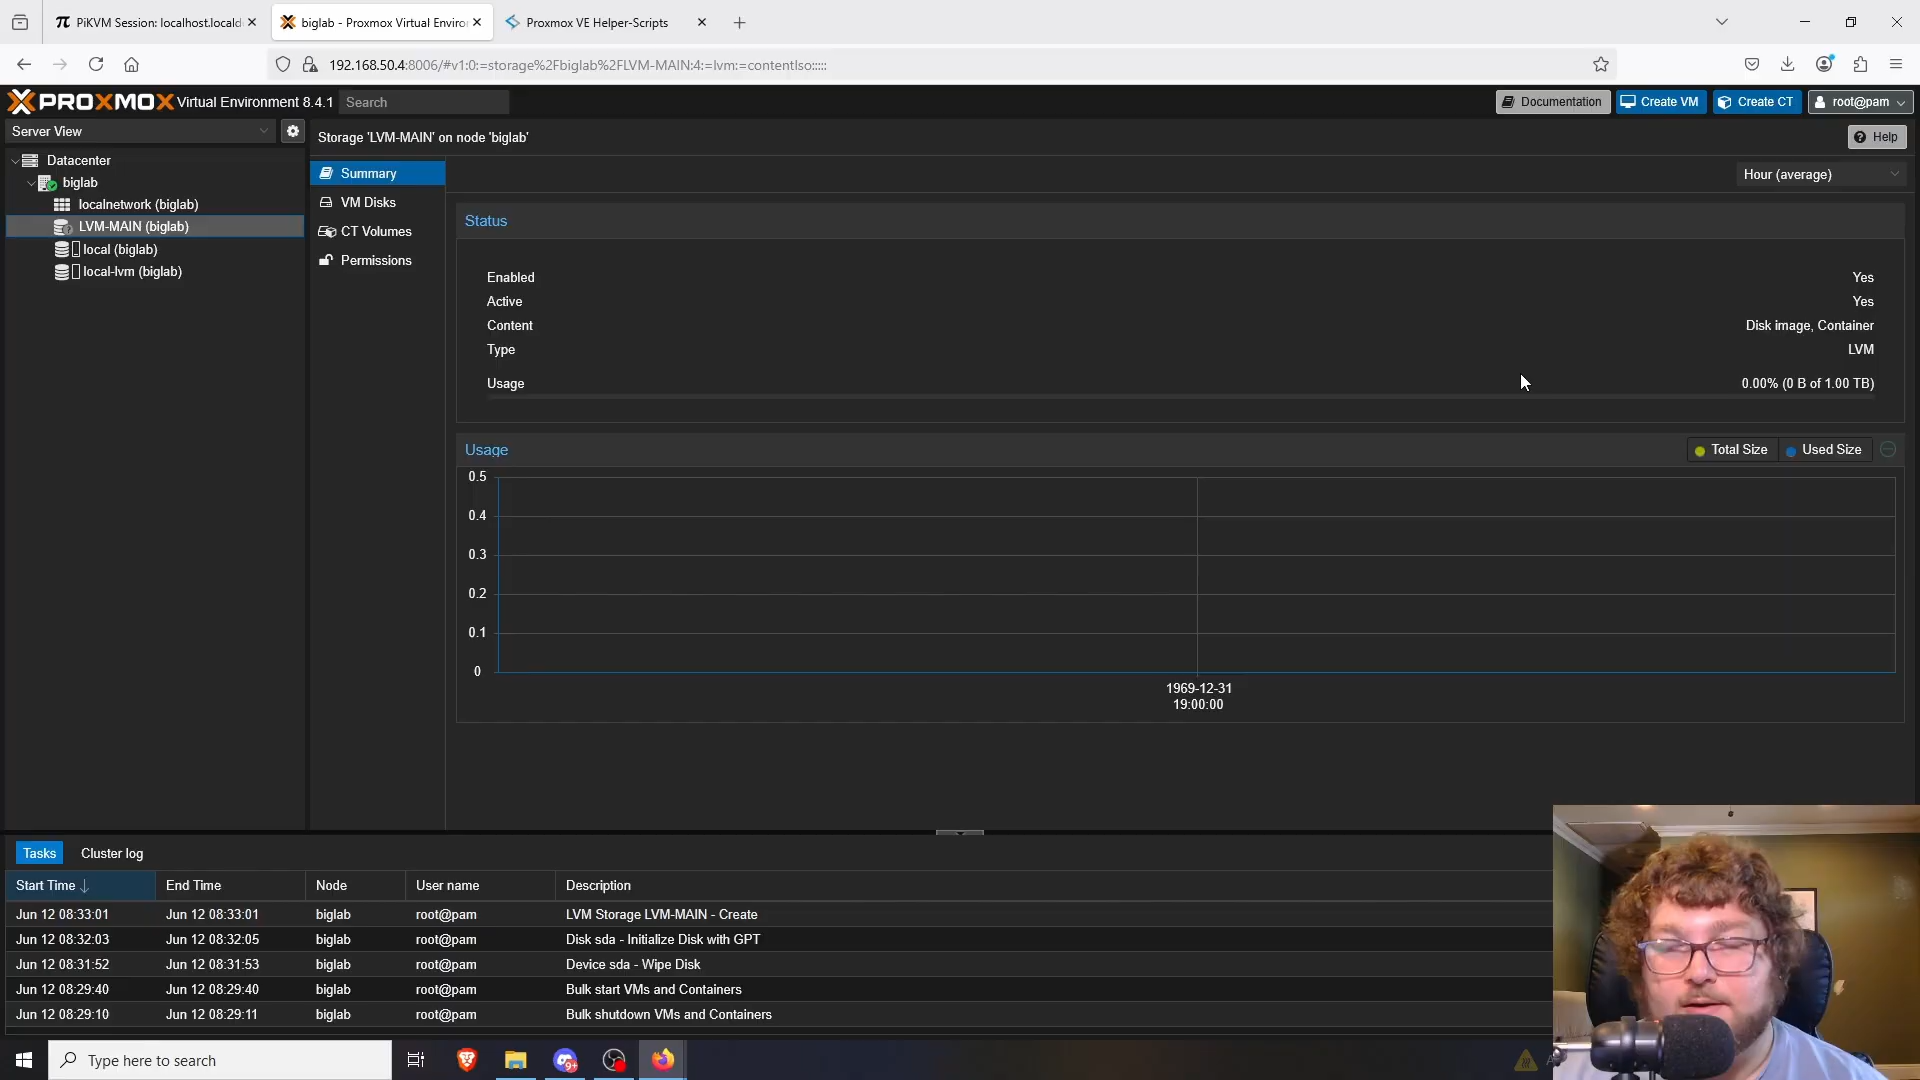 PiKVM Session: localhost.locald
biglab - Proxmox Virtual Enviro
Proxmox VE Helper-Scripts
192.168.50.4:8006/#v1:0:=storage%2Fbiglab%2FLVM-MAIN:4:=lvm:=contentIso:::::
PROXMOX Virtual Environment 8.4.1
Search
Documentation
Create VM
Create CT
root@pam
Server View
Storage 'LVM-MAIN' on node 'biglab'
Help
Datacenter
biglab
localnetwork (biglab)
LVM-MAIN (biglab)
local (biglab)
local-lvm (biglab)
Summary
VM Disks
CT Volumes
Permissions
Hour (average)
Status
Enabled Yes
Active Yes
Content Disk image, Container
Type LVM
Usage 0.00% (0 B of 1.00 TB)
Usage
Total Size
Used Size
0.5
0.4
0.3
0.2
0.1
0
1969-12-31
19:00:00
Tasks
Cluster log
Start Time End Time Node User name Description
Jun 12 08:33:01 Jun 12 08:33:01 biglab root@pam LVM Storage LVM-MAIN - Create
Jun 12 08:32:03 Jun 12 08:32:05 biglab root@pam Disk sda - Initialize Disk with GPT
Jun 12 08:31:52 Jun 12 08:31:53 biglab root@pam Device sda - Wipe Disk
Jun 12 08:29:40 Jun 12 08:29:40 biglab root@pam Bulk start VMs and Containers
Jun 12 08:29:10 Jun 12 08:29:11 biglab root@pam Bulk shutdown VMs and Containers
Type here to search
9+